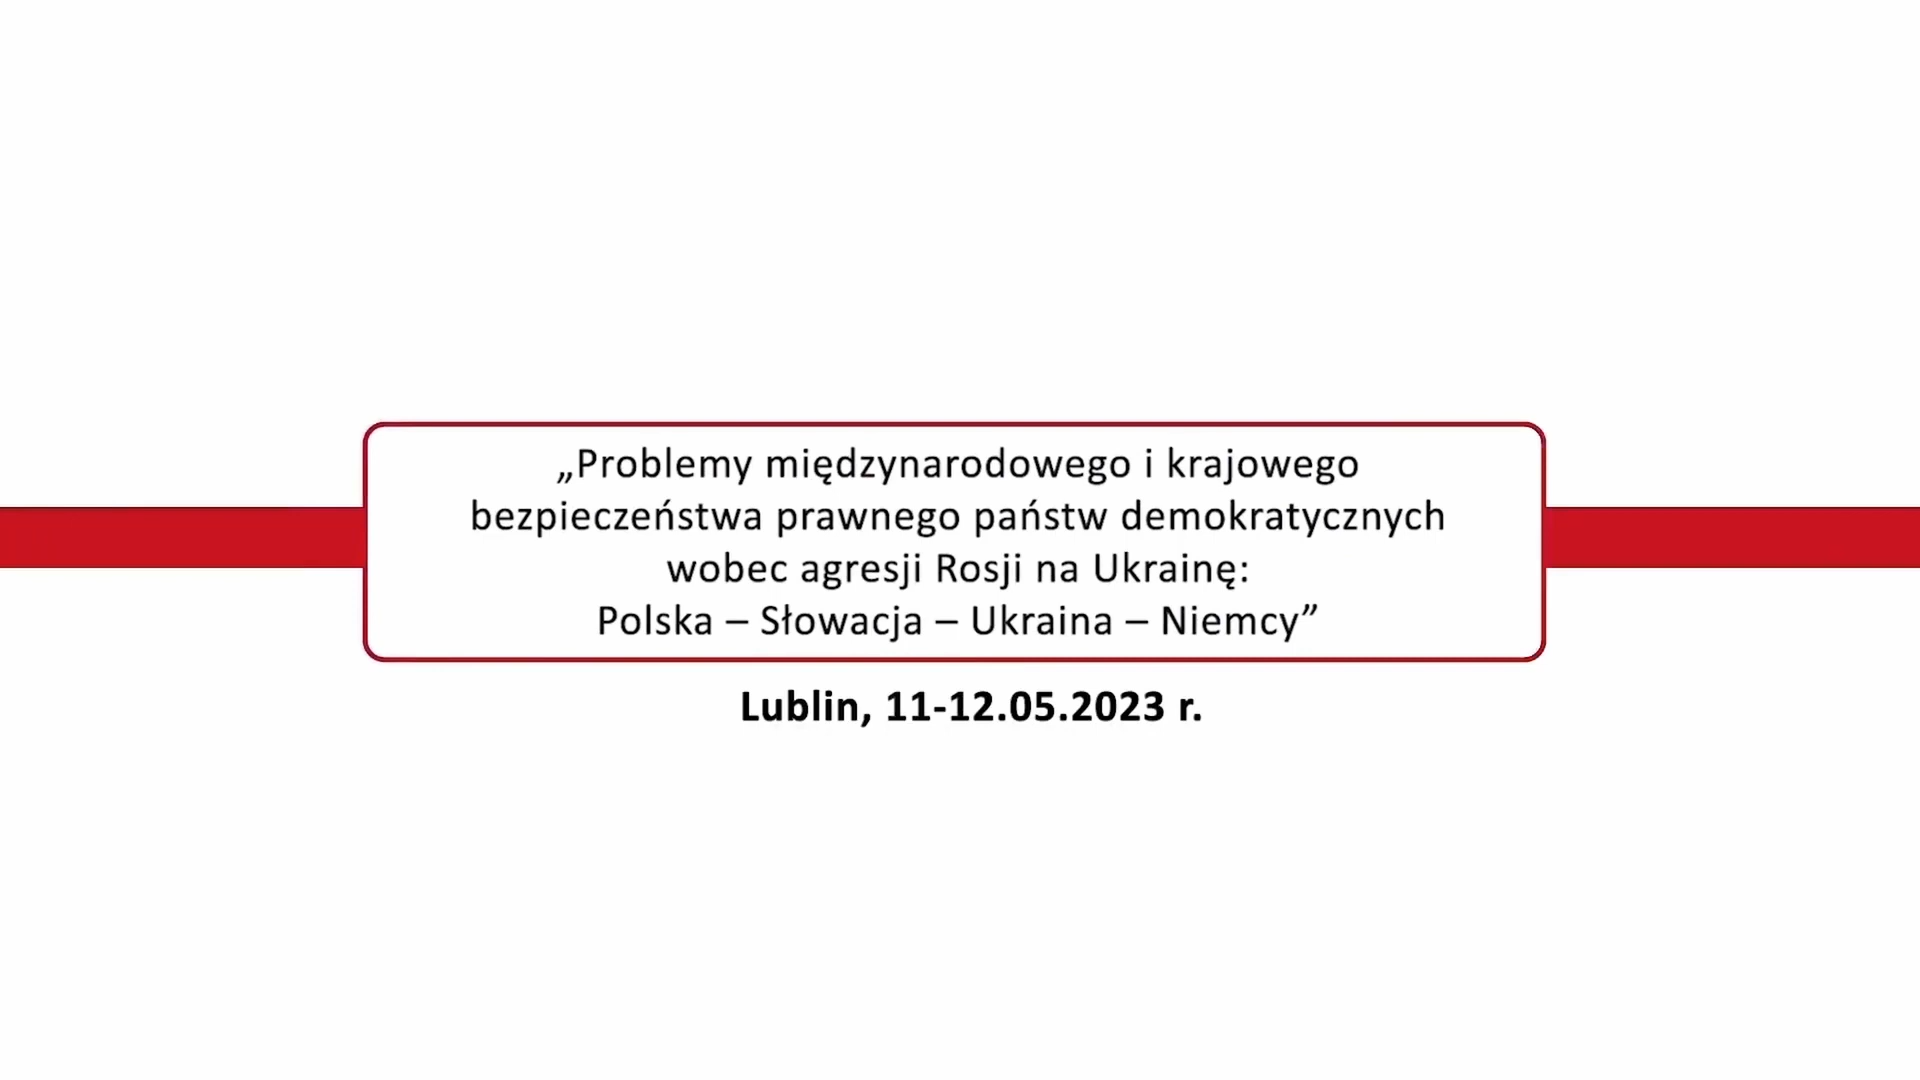 „Problemy międzynarodowego i krajowego
bezpieczeństwa prawnego państw demokratycznych
wobec agresji Rosji na Ukrainę:
Polska – Słowacja – Ukraina – Niemcy”
Lublin, 11-12.05.2023 r.